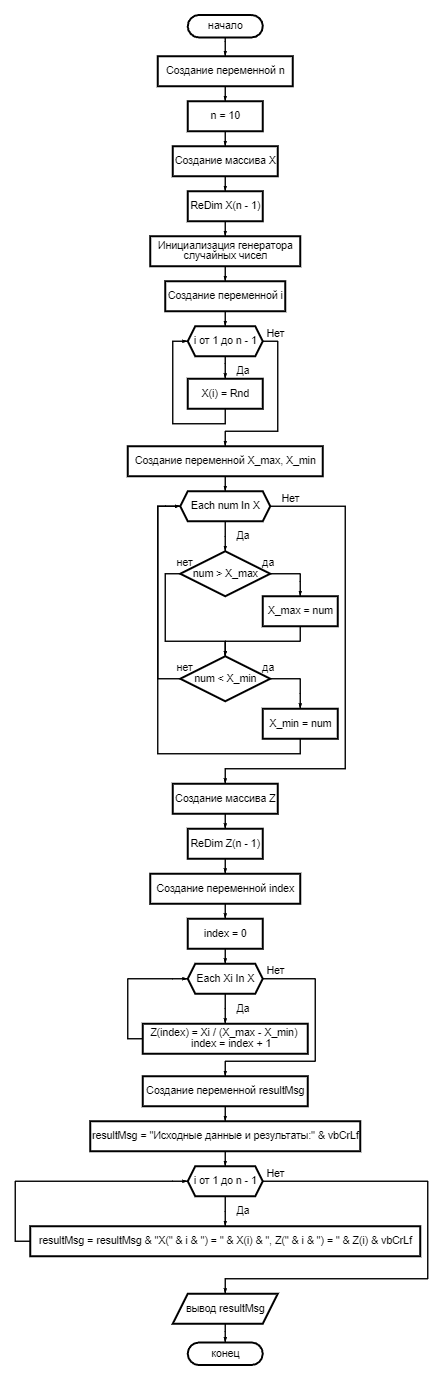 начало
Создание переменной n
n = 10
Создание массива X
ReDim X(n - 1)
Инициализация генератора
случайных чисел
Создание переменной i
i от 1 до n - 1
Нет
Да
X(i) = Rnd
Создание переменной X_max, X_min
Each num In X
Нет
Да
нет
num > X_max
да
X_max = num
нет
num < X_min
да
X_min = num
Создание массива Z
ReDim Z(n - 1)
Создание переменной index
index = 0
Each Xi In X
Нет
Да
Z(index) = Xi / (X_max - X_min)
index = index + 1
Создание переменной resultMsg
resultMsg = "Исходные данные и результаты:" & vbCrLf
i от 1 до n - 1
Нет
Да
resultMsg = resultMsg & "X(" & i & ") = " & X(i) & ", Z(" & i & ") = " & Z(i) & vbCrLf
вывод resultMsg
конец